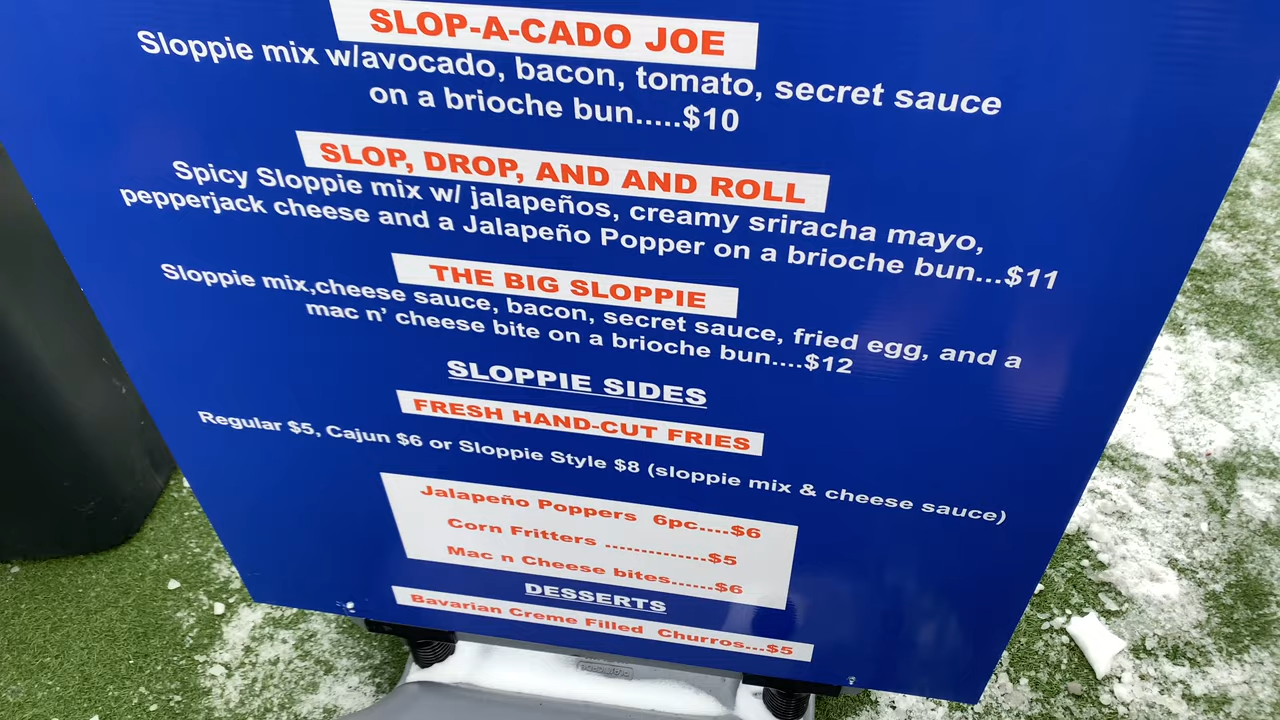 SLOP-A-CADO JOE
Sloppie mix w/avocado, bacon, tomato, secret sauce
on a brioche bun.....$10
SLOP, DROP, AND AND ROLL
Spicy Sloppie mix w/ jalapeños, creamy sriracha mayo,
pepperjack cheese and a Jalapeño Popper on a brioche bun...$11
THE BIG SLOPPIE
Sloppie mix,cheese sauce, bacon, secret sauce, fried egg, and a
mac n' cheese bite on a brioche bun....$12
SLOPPIE SIDES
FRESH HAND-CUT FRIES
Regular $5, Cajun $6 or Sloppie Style $8 (sloppie mix & cheese sauce)
Jalapeño Poppers 6pc....$6
Corn Fritters ..............$5
Mac n Cheese bites......$6
DESSERTS
Bavarian Creme Filled Churros...$5